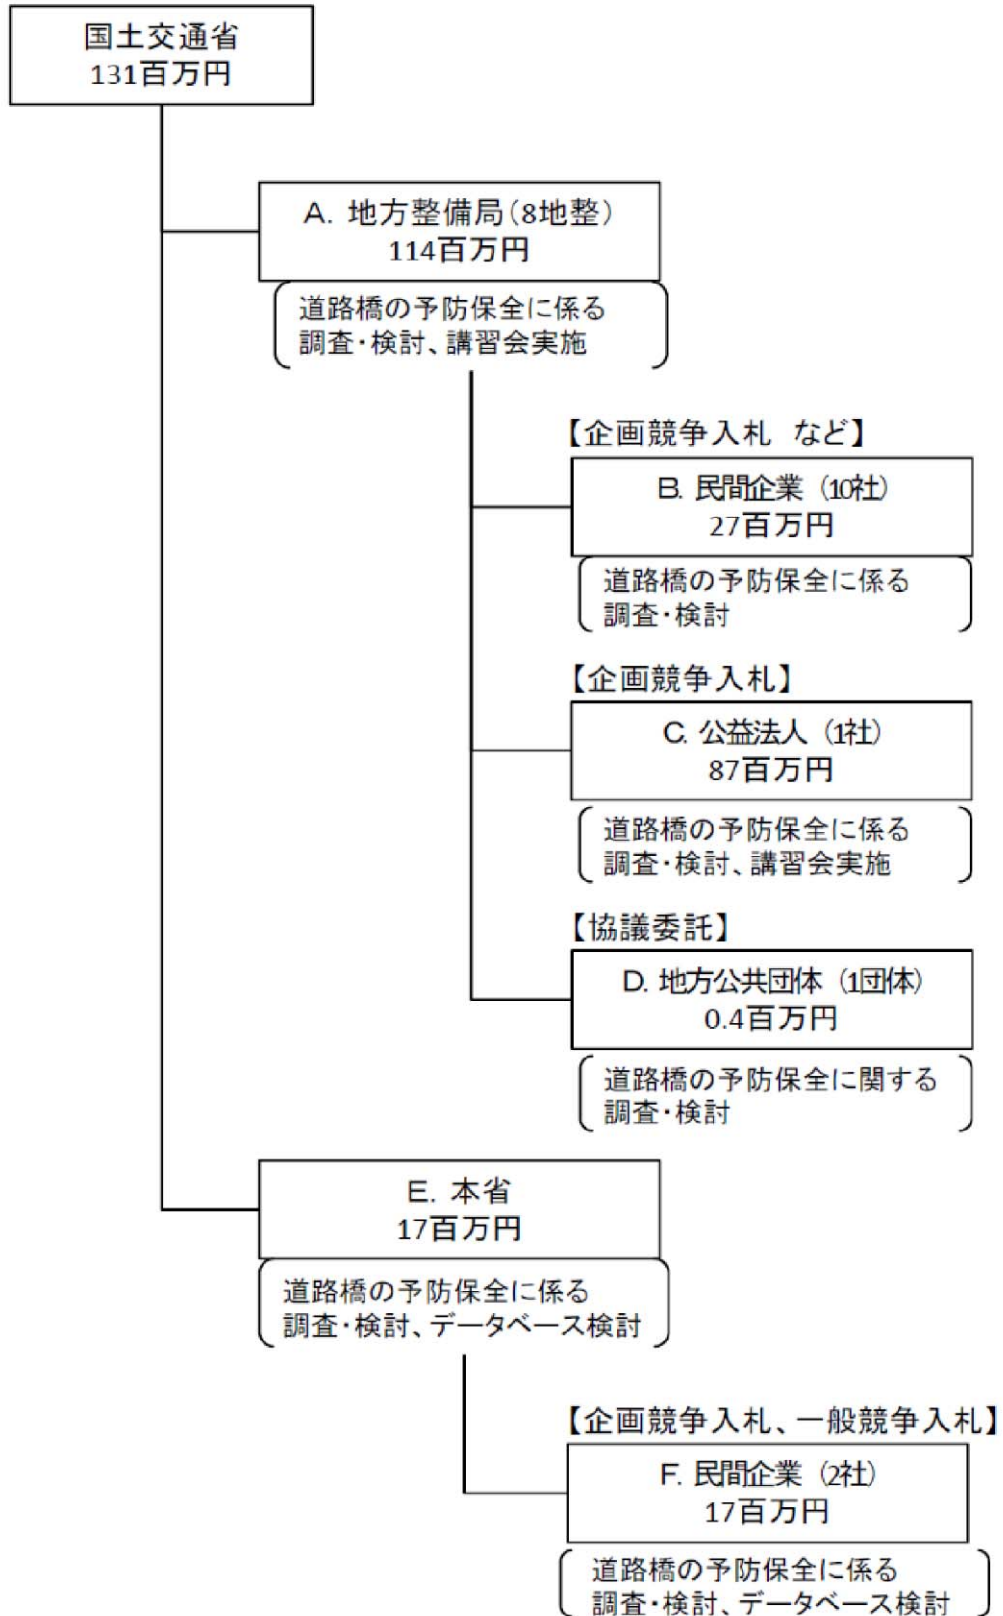 国土交通省
131百万円
A. 地方整備局(8地整)
114百万円
道路橋の予防保全に係る
調査・検討、講習会実施
【企画競争入札 など】
B. 民間企業 (10社)
27百万円
道路橋の予防保全に係る
調査・検討
【企画競争入札】
C. 公益法人 (1社)
87百万円
道路橋の予防保全に係る
調査・検討、講習会実施
【協議委託】
D. 地方公共団体 (1団体)
0.4百万円
道路橋の予防保全に関する
調査・検討
E. 本省
17百万円
道路橋の予防保全に係る
調査・検討、データベース検討
【企画競争入札、一般競争入札】
F. 民間企業 (2社)
17百万円
道路橋の予防保全に係る
調査・検討、データベース検討